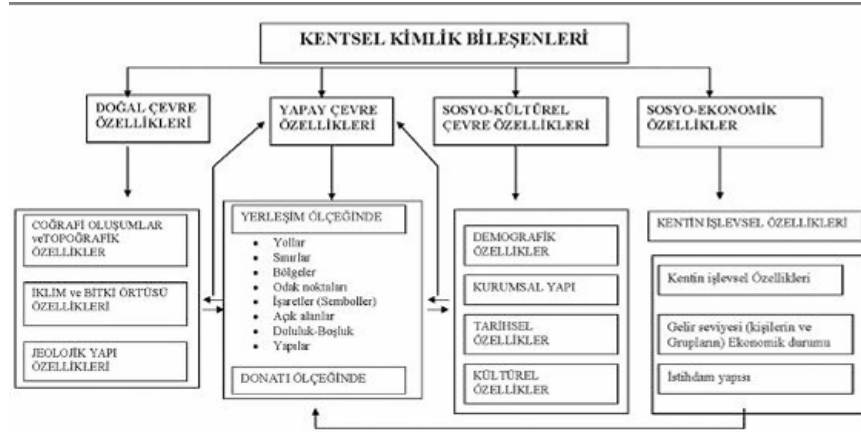 KENTSEL KİMLİK BİLEŞENLERİ
DOĞAL ÇEVRE
ÖZELLİKLERİ
YAPAY ÇEVRE
ÖZELLİKLERİ
SOSYO-KÜLTÜREL
ÇEVRE ÖZELLİKLERİ
SOSYO-EKONOMİK
ÖZELLİKLER
COĞRAFİ OLUŞUMLAR
veTOPOĞRAFİK
ÖZELLİKLER
İKLİM ve BİTKİ ÖRTÜSÜ
ÖZELLİKLERİ
JEOLOJİK YAPI
ÖZELLİKLERİ
YERLEŞİM ÖLÇEĞİNDE
• Yollar
• Sınırlar
• Bölgeler
• Odak noktaları
• İşaretler (Semboller)
• Açık alanlar
• Doluluk-Boşluk
• Yapılar
DONATI ÖLÇEĞİNDE
DEMOGRAFİK
ÖZELLİKLER
KURUMSAL YAPI
TARİHSEL
ÖZELLİKLER
KÜLTÜREL
ÖZELLİKLER
KENTİN İŞLEVSEL ÖZELLİKLERİ
Kentin işlevsel Özellikleri
Gelir seviyesi (kişilerin ve
Grupların) Ekonomik durumu
İstihdam yapısı